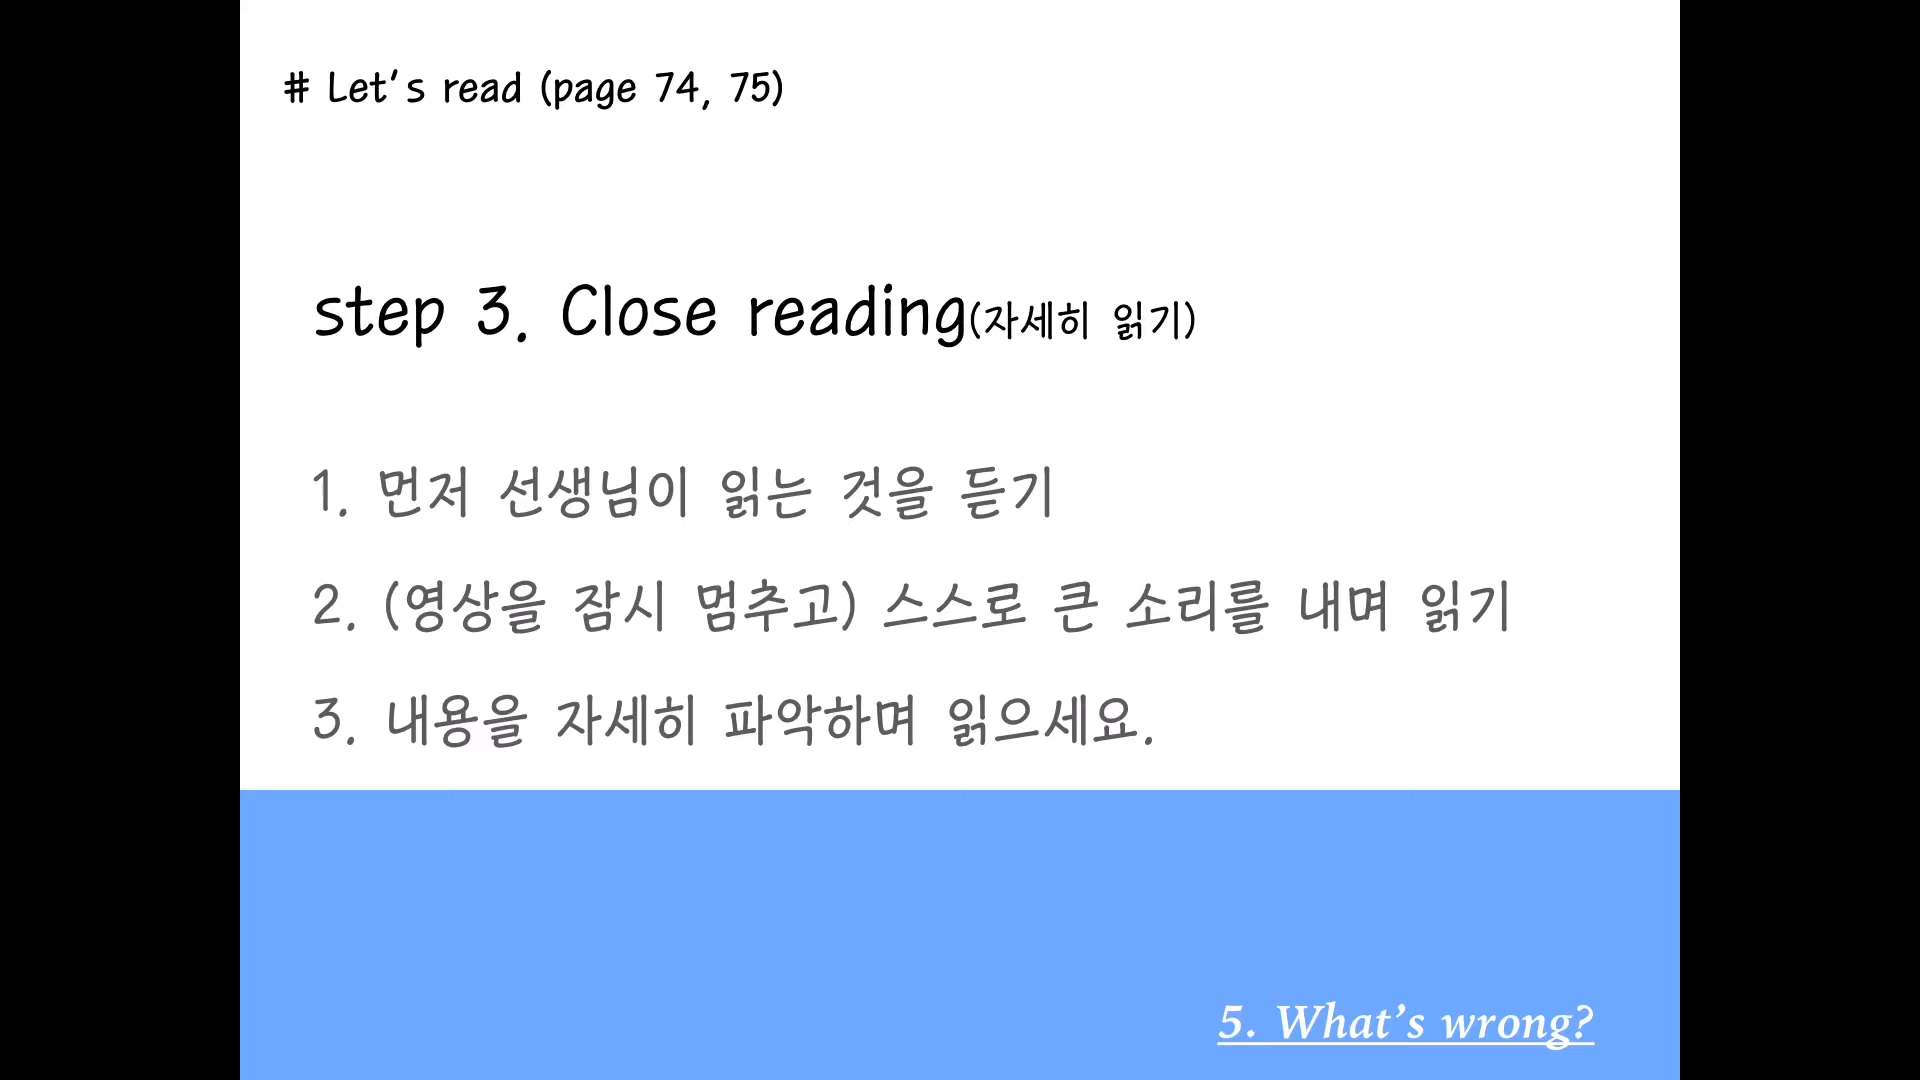 # Let's read (page 74, 75)
step 3. Close reading(자세히 읽기)
1. 먼저 선생님이 읽는 것을 듣기
2. (영상을 잠시 멈추고) 스스로 큰 소리를 내며 읽기
3. 내용을 자세히 파악하며 읽으세요.
5. What's wrong?